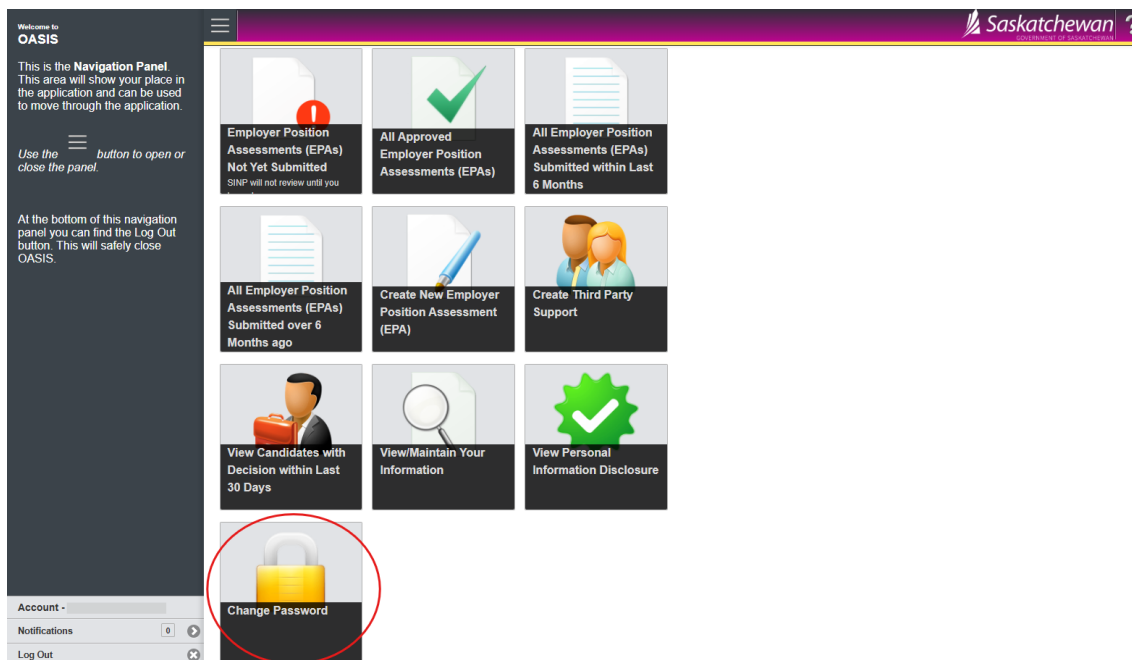 Welcome to
OASIS
This is the Navigation Panel.
This area will show your place in
the application and can be used
to move through the application.
Use the button to open or
close the panel.
At the bottom of this navigation
panel you can find the Log Out
button. This will safely close
OASIS.
Account -
Notifications 0
Log Out
Saskatchewan ?
GOVERNMENT OF SASKATCHEWAN
Employer Position
Assessments (EPAs)
Not Yet Submitted
SINP will not review until you
All Approved
Employer Position
Assessments (EPAs)
All Employer Position
Assessments (EPAs)
Submitted within Last
6 Months
All Employer Position
Assessments (EPAs)
Submitted over 6
Months ago
Create New Employer
Position Assessment
(EPA)
Create Third Party
Support
View Candidates with
Decision within Last
30 Days
View/Maintain Your
Information
View Personal
Information Disclosure
Change Password